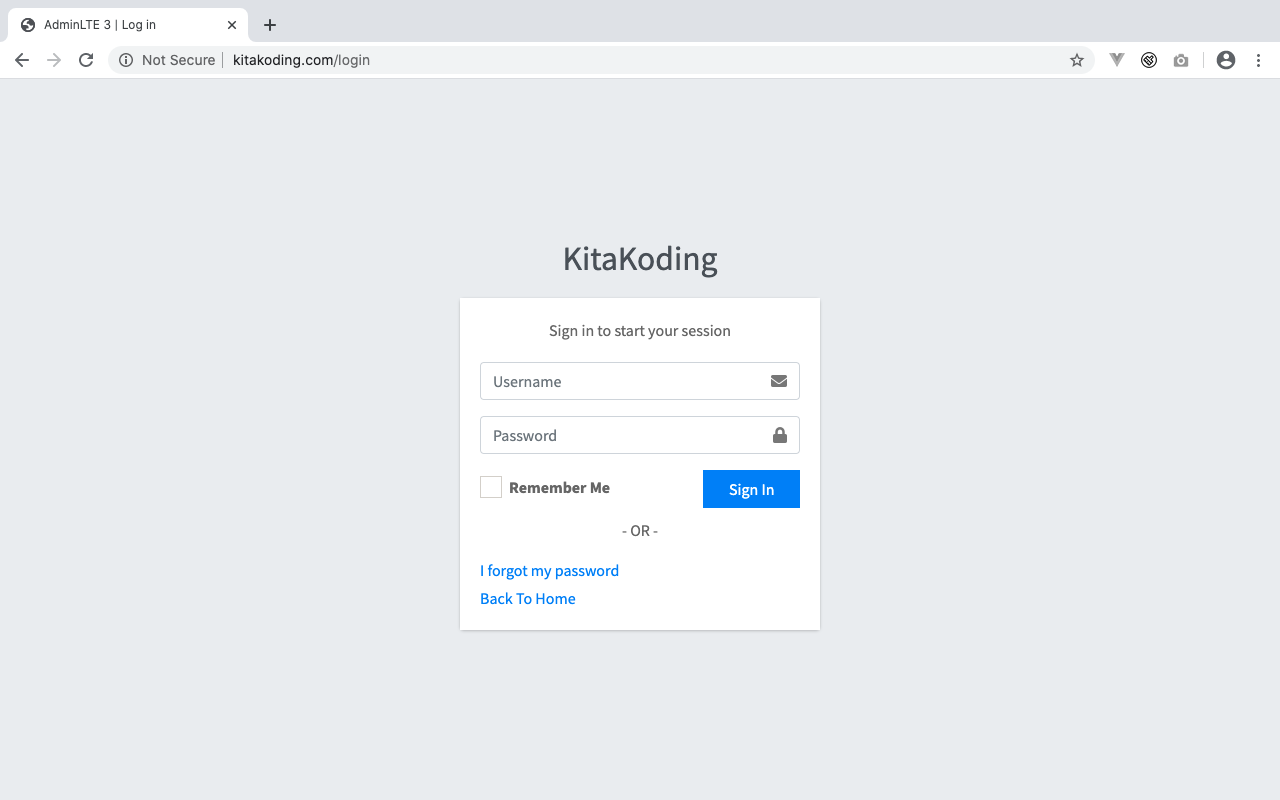 AdminLTE 3 | Log in
Not Secure
kitakoding.com/login
KitaKoding
Sign in to start your session
Username
Password
Remember Me
Sign In
- OR -
I forgot my password
Back To Home